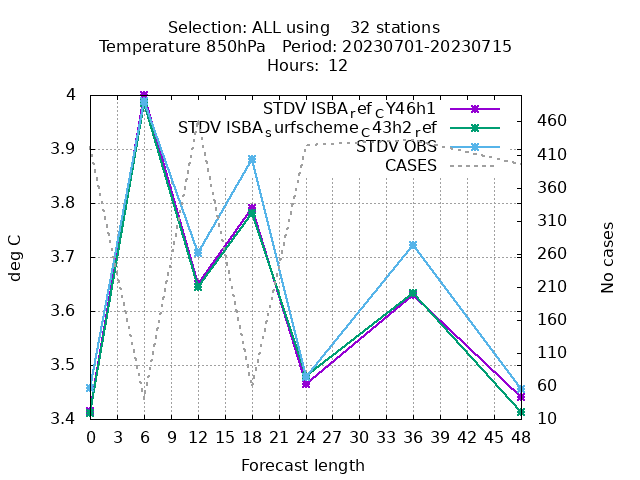 Selection: ALL using 32 stations
Temperature 850hPa Period: 20230701-20230715
Hours: 12
STDV ISBA_ref_CY46h1
STDV ISBA_surfscheme_C43h2_ref
STDV OBS
CASES
4
3.9
3.8
3.7
3.6
3.5
3.4
deg C
460
410
360
310
260
210
160
110
60
10
No cases
0 3 6 9 12 15 18 21 24 27 30 33 36 39 42 45 48
Forecast length